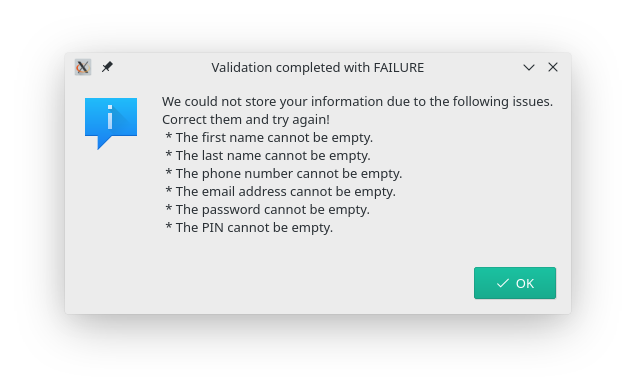 Validation completed with FAILURE
We could not store your information due to the following issues.
Correct them and try again!
* The first name cannot be empty.
* The last name cannot be empty.
* The phone number cannot be empty.
* The email address cannot be empty.
* The password cannot be empty.
* The PIN cannot be empty.
OK